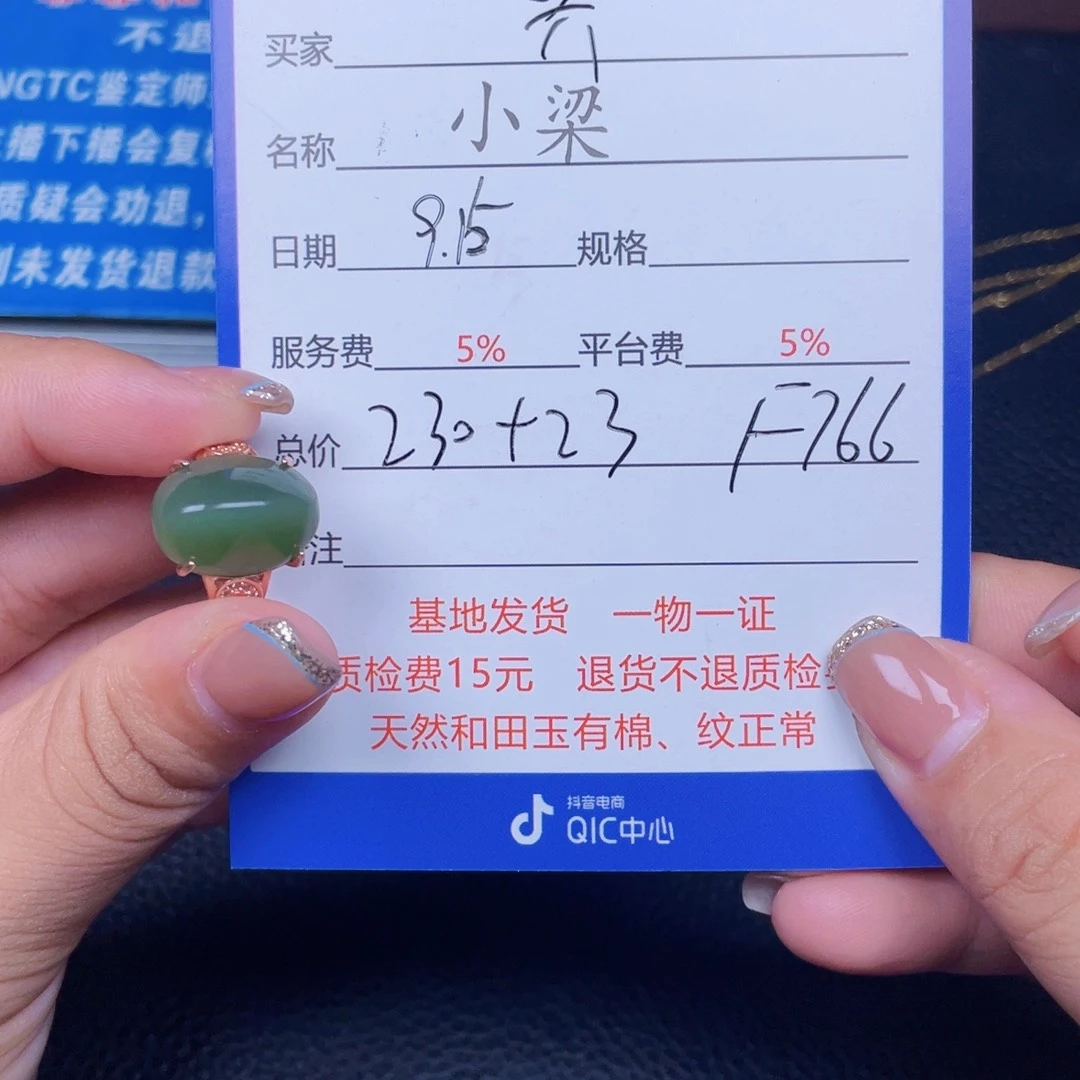 不退
NGTC鉴定师
播下播会复
质疑会劝退，
未发货退款
买家
名称 小梁
日期 9.15 规格
服务费 5% 平台费 5%
总价 230+23 F766
注
基地发货 一物一证
质检费15元 退货不退质检
天然和田玉有棉、纹正常
抖音电商
QIC中心